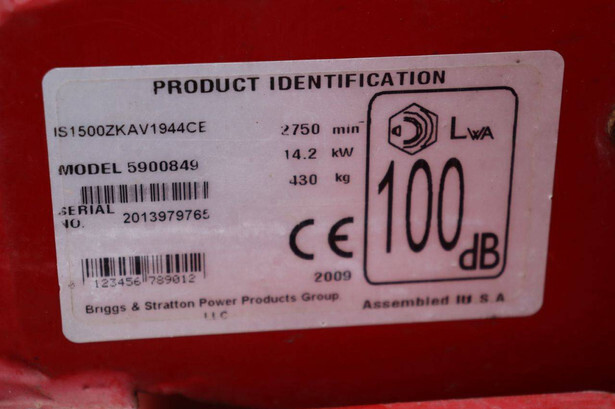 PRODUCT IDENTIFICATION
IS1500ZKAV1944CE
2750 min
MODEL 5900849
14.2 kW
430 kg
SERIAL NO. 2013979765
LWA
100 dB
CE
2009
123456 789012
Briggs & Stratton Power Products Group LLC
Assembled IU.S.A